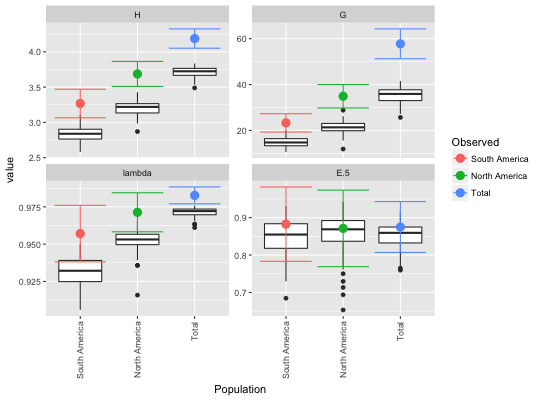 H
G
4.0
3.5
3.0
2.5
60
40
20
lambda
E.5
0.975
0.950
0.925
0.9
0.8
0.7
value
South America
North America
Total
South America
North America
Total
Population
Observed
South America
North America
Total